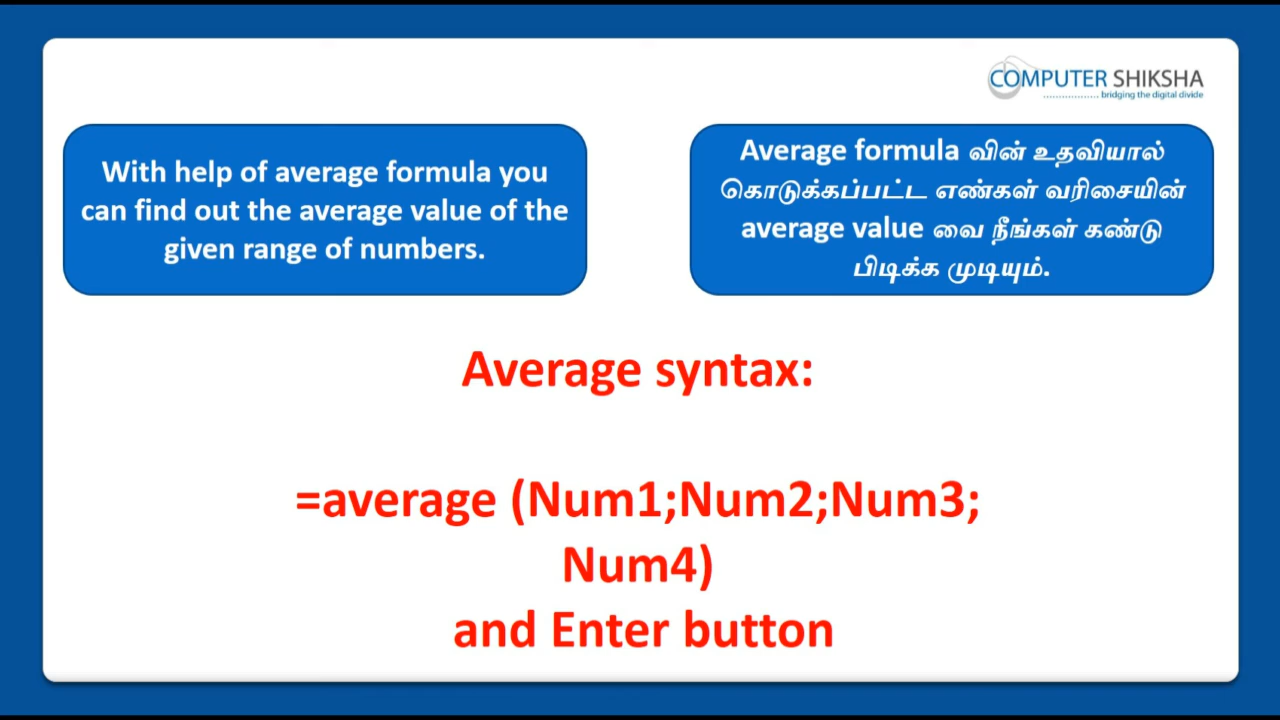 COMPUTER SHIKSHA
bridging the digital divide
With help of average formula you
can find out the average value of the
given range of numbers.
Average formula வின் உதவியால்
கொடுக்கப்பட்ட எண்கள் வரிசையின்
average value வை நீங்கள் கண்டு
பிடிக்க முடியும்.
Average syntax:
=average (Num1;Num2;Num3;
Num4)
and Enter button